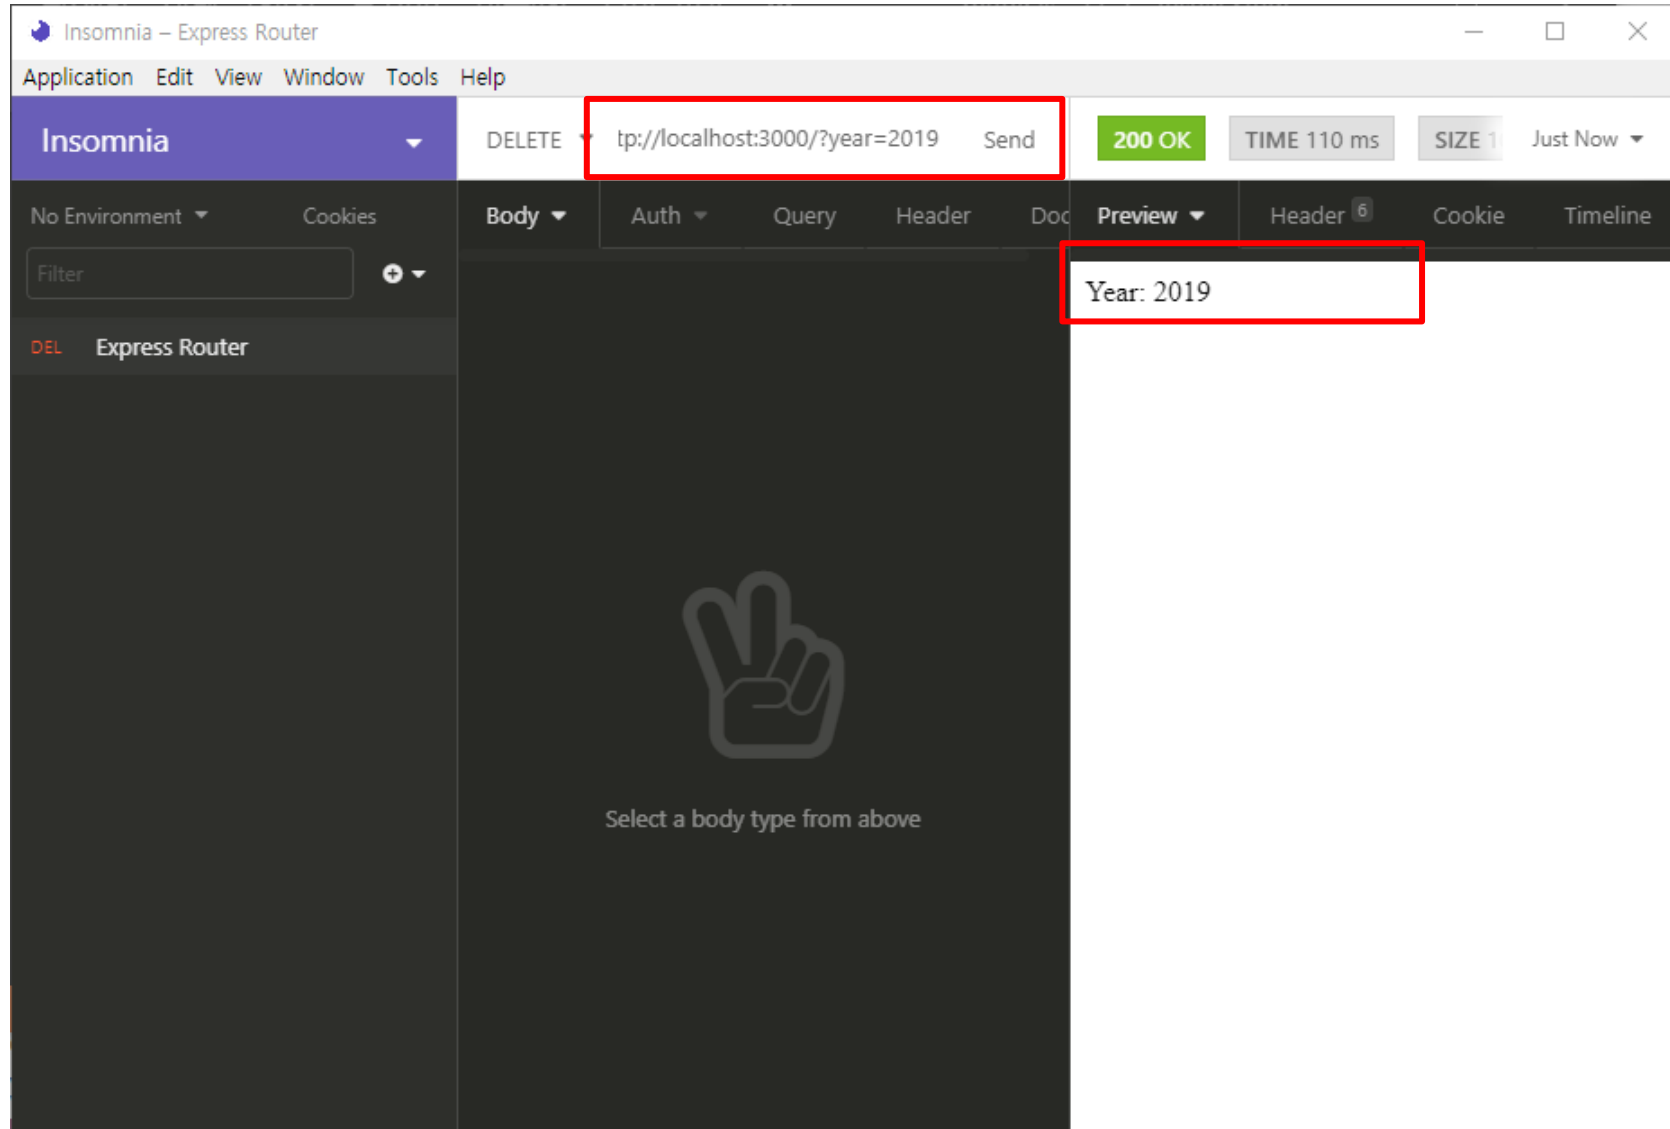 Insomnia – Express Router
Application Edit View Window Tools Help
Insomnia
DELETE tp://localhost:3000/?year=2019 Send
200 OK TIME 110 ms SIZE Just Now
No Environment Cookies
Body Auth Query Header Doc
Preview Header 6 Cookie Timeline
Filter
Year: 2019
DEL Express Router
Select a body type from above